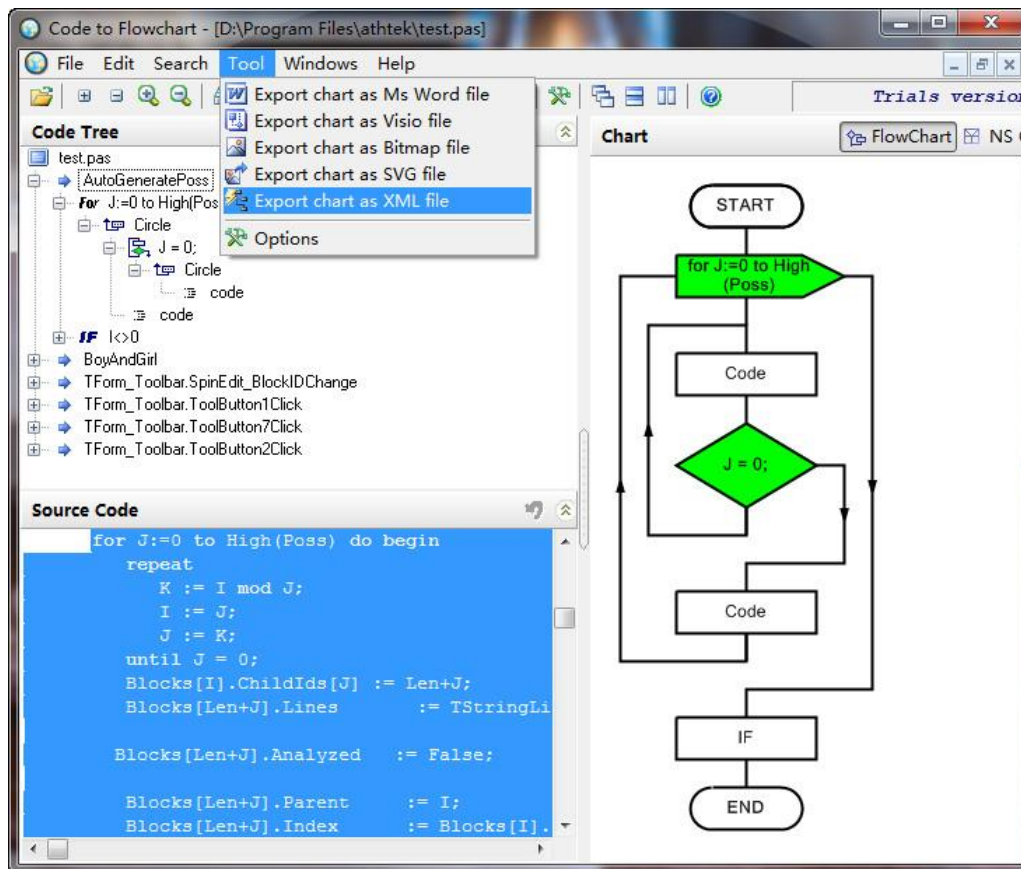 Code to Flowchart - [D:\Program Files\athtek\test.pas]
File Edit Search Tool Windows Help
Trials version
Export chart as Ms Word file
Export chart as Visio file
Export chart as Bitmap file
Export chart as SVG file
Export chart as XML file
Options
Code Tree
test.pas
AutoGeneratePoss
For J:=0 to High(Pos
Circle
J = 0;
Circle
code
code
IF I<>0
BoyAndGirl
TForm_Toolbar.SpinEdit_BlockIDChange
TForm_Toolbar.ToolButton1Click
TForm_Toolbar.ToolButton7Click
TForm_Toolbar.ToolButton2Click
Source Code
for J:=0 to High(Poss) do begin
repeat
K := I mod J;
I := J;
J := K;
until J = 0;
Blocks[I].ChildIds[J] := Len+J;
Blocks[Len+J].Lines := TStringLi
Blocks[Len+J].Analyzed := False;
Blocks[Len+J].Parent := I;
Blocks[Len+J].Index := Blocks[I].
Chart
FlowChart NS
START
for J:=0 to High
(Poss)
Code
J = 0;
Code
IF
END